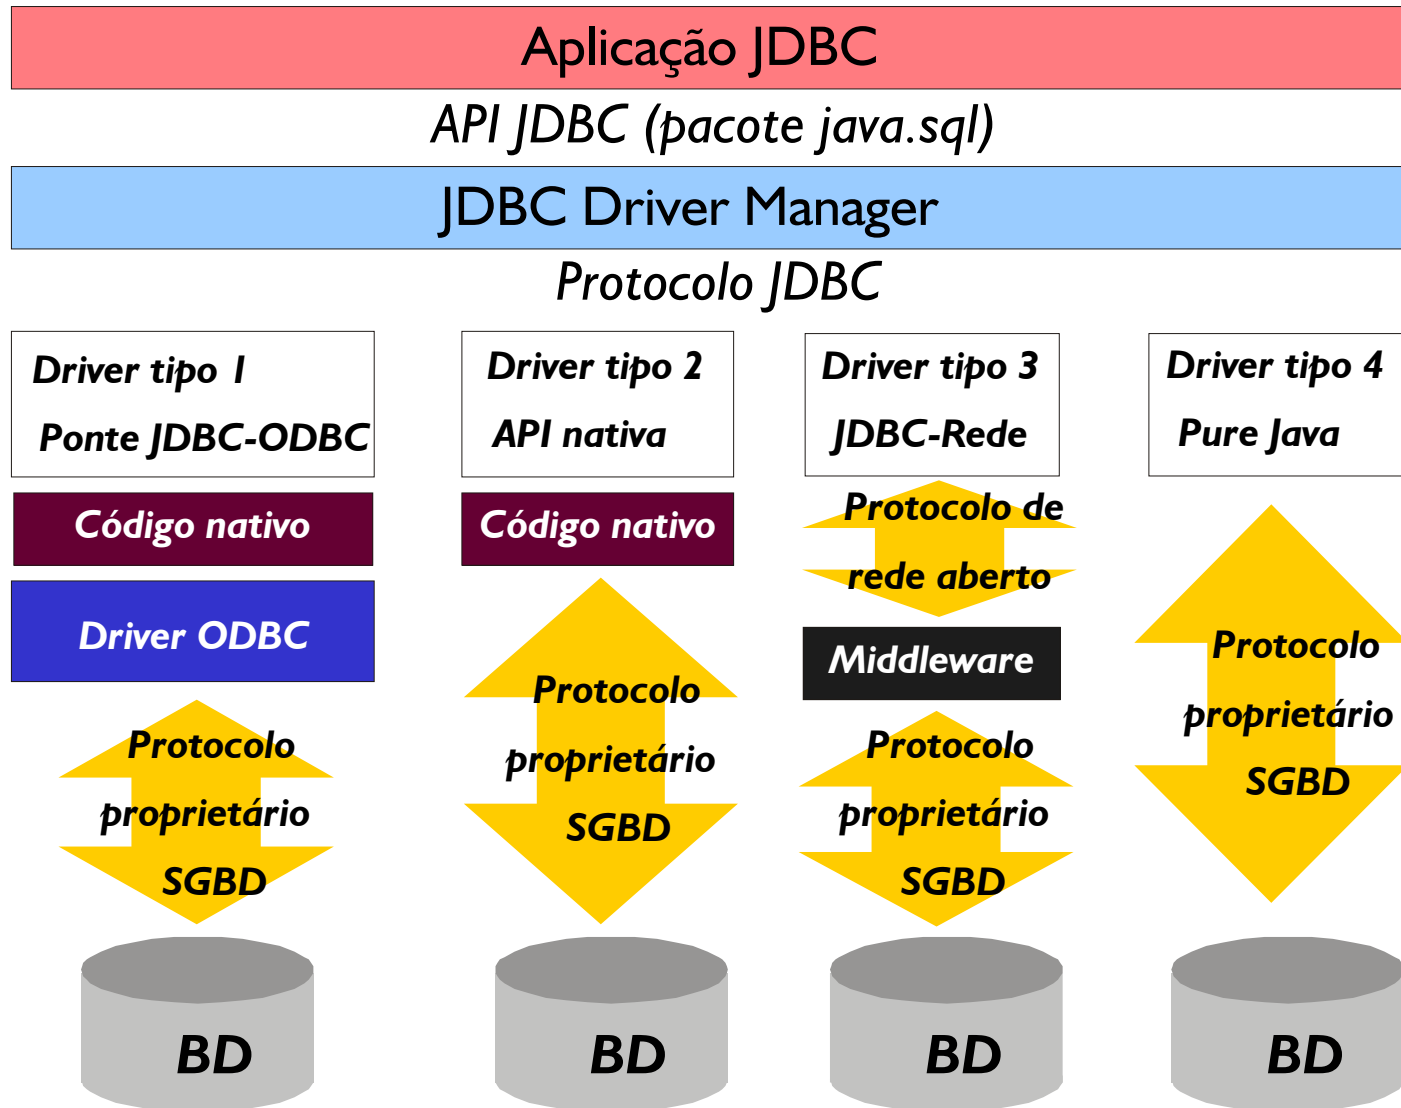 Aplicação JDBC
API JDBC (pacote java.sql)
JDBC Driver Manager
Protocolo JDBC
Driver tipo 1
Ponte JDBC-ODBC
Código nativo
Driver ODBC
Protocolo
proprietário
SGBD
BD
Driver tipo 2
API nativa
Código nativo
Protocolo
proprietário
SGBD
BD
Driver tipo 3
JDBC-Rede
Protocolo de
rede aberto
Middleware
Protocolo
proprietário
SGBD
BD
Driver tipo 4
Pure Java
Protocolo
proprietário
SGBD
BD